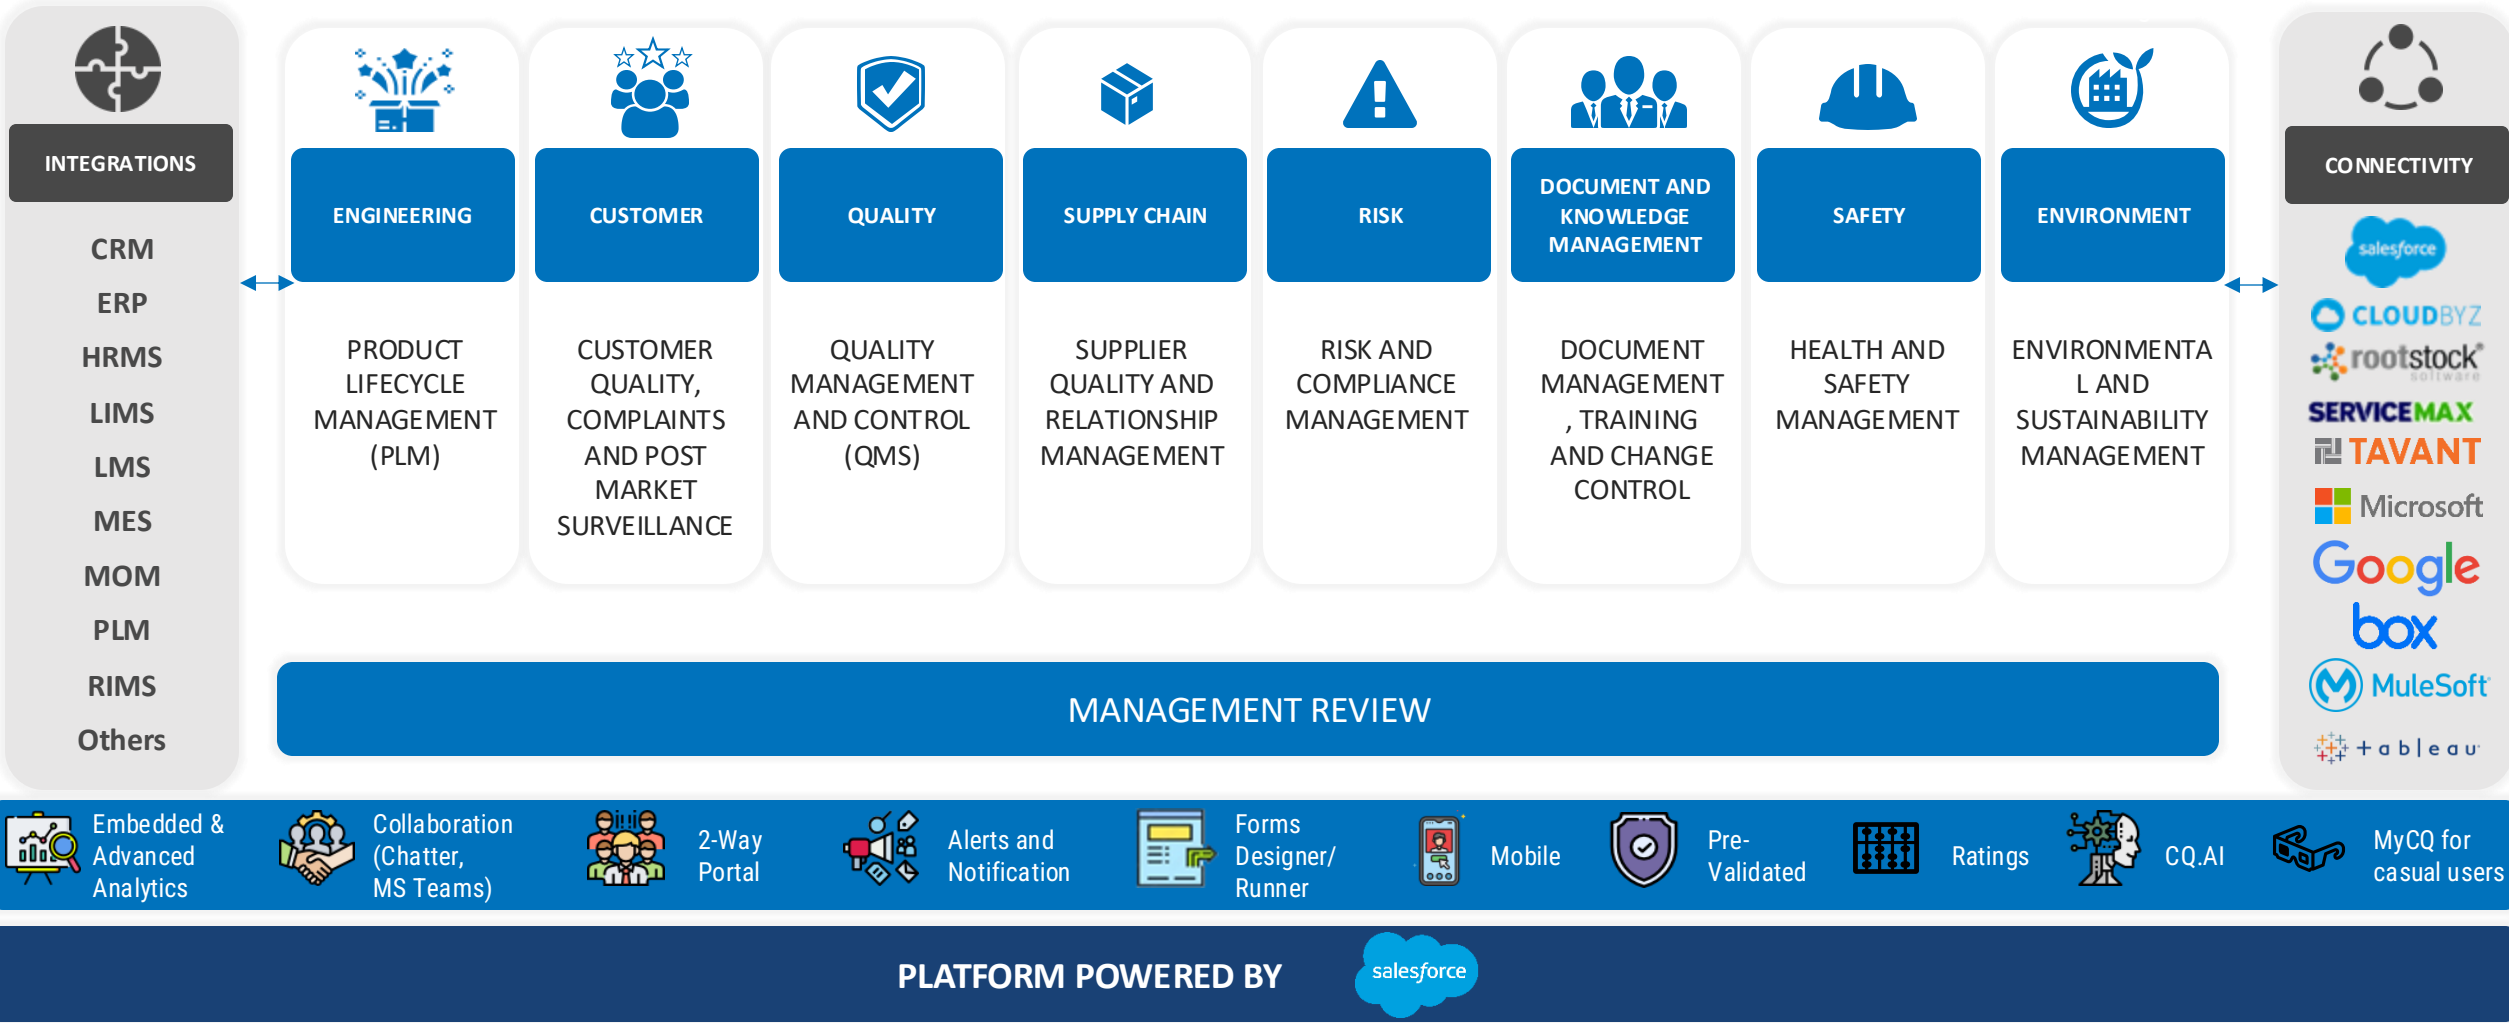 INTEGRATIONS
CRM
ERP
HRMS
LIMS
LMS
MES
MOM
PLM
RIMS
Others
ENGINEERING
PRODUCT
LIFECYCLE
MANAGEMENT
(PLM)
CUSTOMER
CUSTOMER
QUALITY,
COMPLAINTS
AND POST
MARKET
SURVEILLANCE
QUALITY
QUALITY
MANAGEMENT
AND CONTROL
(QMS)
SUPPLY CHAIN
SUPPLIER
QUALITY AND
RELATIONSHIP
MANAGEMENT
RISK
RISK AND
COMPLIANCE
MANAGEMENT
DOCUMENT AND
KNOWLEDGE
MANAGEMENT
DOCUMENT
MANAGEMENT
, TRAINING
AND CHANGE
CONTROL
SAFETY
HEALTH AND
SAFETY
MANAGEMENT
ENVIRONMENT
ENVIRONMENTA
L AND
SUSTAINABILITY
MANAGEMENT
CONNECTIVITY
salesforce
CLOUDBYZ
rootstock
software
SERVICEMAX
TAVANT
Microsoft
Google
box
MuleSoft
+ableau
MANAGEMENT REVIEW
Embedded &
Advanced
Analytics
Collaboration
(Chatter,
MS Teams)
2-Way
Portal
Alerts and
Notification
Forms
Designer/
Runner
Mobile
Pre-
Validated
Ratings
CQ.AI
MyCQ for
casual users
PLATFORM POWERED BY
salesforce